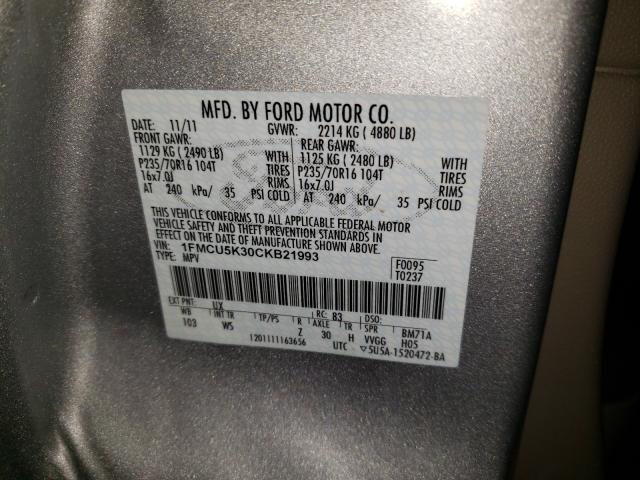 MFD. BY FORD MOTOR CO.
DATE: 11/11 GVWR: 2214 KG ( 4880 LB)
FRONT GAWR: REAR GAWR:
1129 KG ( 2490 LB) WITH 1125 KG ( 2480 LB) WITH
P235/70R16 104T TIRES P235/70R16 104T TIRES
16x7.0J RIMS 16x7.0J RIMS
AT 240 kPa/ 35 PSI COLD AT 240 kPa/ 35 PSI COLD
THIS VEHICLE CONFORMS TO ALL APPLICABLE FEDERAL MOTOR
VEHICLE SAFETY AND THEFT PREVENTION STANDARDS IN
EFFECT ON THE DATE OF MANUFACTURE SHOWN ABOVE.
VIN: 1FMCU5K30CKB21993 F0095
TYPE: MPV T0237
EXT PNT: UX RC: B3 DSO:
WB INT TR TP/PS R AXLE TR SPR BM71A
103 WS Z 30 H VVGG H05
1201111163656 UTC ▽5U5A-1520472-BA